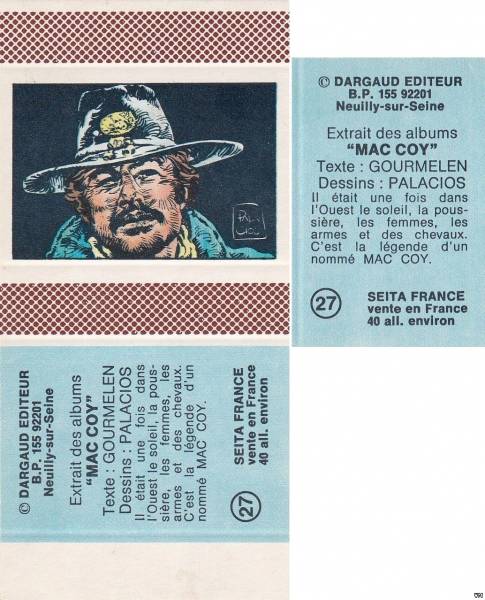 PALA
CIOS
© DARGAUD EDITEUR
B.P. 155 92201
Neuilly-sur-Seine
Extrait des albums
"MAC COY"
Texte : GOURMELEN
Dessins : PALACIOS
Il était une fois dans
l'Ouest le soleil, la pous-
sière, les femmes, les
armes et des chevaux.
C'est la légende d'un
nommé MAC COY.
27
SEITA FRANCE
vente en France
40 all. environ
© DARGAUD EDITEUR
B.P. 155 92201
Neuilly-sur-Seine
Extrait des albums
"MAC COY"
Texte : GOURMELEN
Dessins : PALACIOS
Il était une fois dans
l'Ouest le soleil, la pous-
sière, les femmes, les
armes et des chevaux.
C'est la légende d'un
nommé MAC COY.
27
SEITA FRANCE
vente en France
40 all. environ